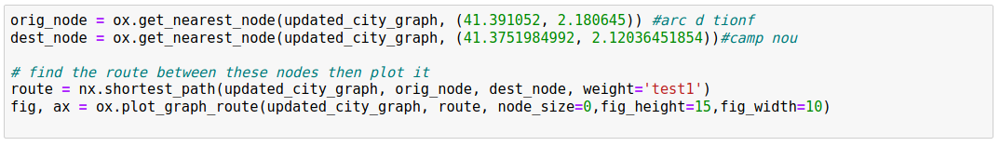 orig_node = ox.get_nearest_node(updated_city_graph, (41.391052, 2.180645)) #arc d tionf
dest_node = ox.get_nearest_node(updated_city_graph, (41.3751984992, 2.12036451854))#camp nou
# find the route between these nodes then plot it
route = nx.shortest_path(updated_city_graph, orig_node, dest_node, weight='test1')
fig, ax = ox.plot_graph_route(updated_city_graph, route, node_size=0,fig_height=15,fig_width=10)